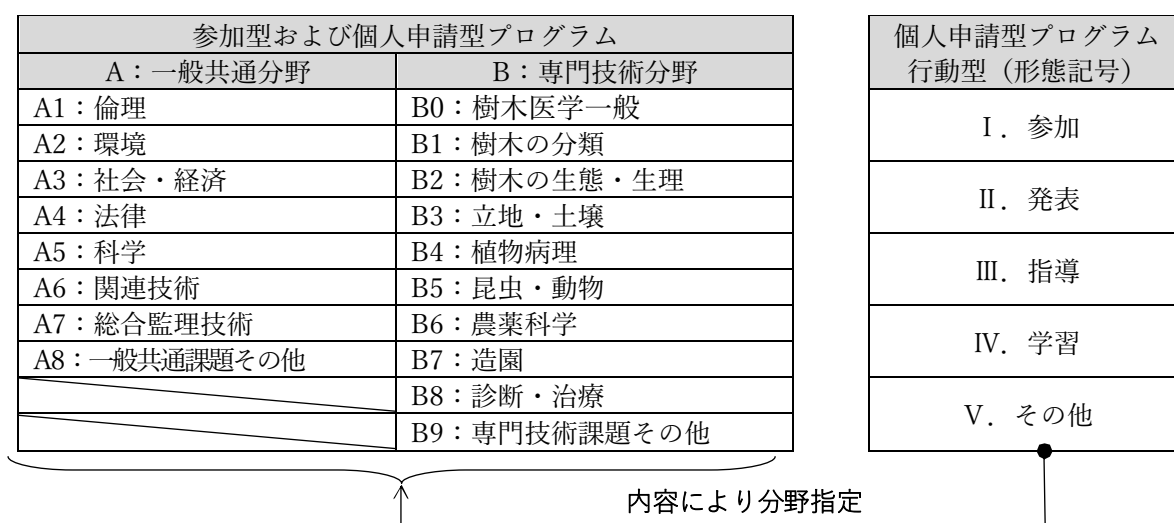 参加型および個人申請型プログラム
A：一般共通分野 B：専門技術分野
A1：倫理 B0：樹木医学一般
A2：環境 B1：樹木の分類
A3：社会・経済 B2：樹木の生態・生理
A4：法律 B3：立地・土壌
A5：科学 B4：植物病理
A6：関連技術 B5：昆虫・動物
A7：総合監理技術 B6：農薬科学
A8：一般共通課題その他 B7：造園
B8：診断・治療
B9：専門技術課題その他
個人申請型プログラム
行動型（形態記号）
Ⅰ．参加
Ⅱ．発表
Ⅲ．指導
Ⅳ．学習
Ⅴ．その他
内容により分野指定